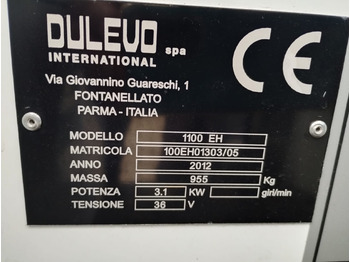 DULEVO spa
INTERNATIONAL
CE
Via Giovannino Guareschi, 1
FONTANELLATO
PARMA - ITALIA
MODELLO 1100 EH
MATRICOLA 100EH01303/05
ANNO 2012
MASSA 955 Kg
POTENZA 3.1 KW giri/min
TENSIONE 36 V